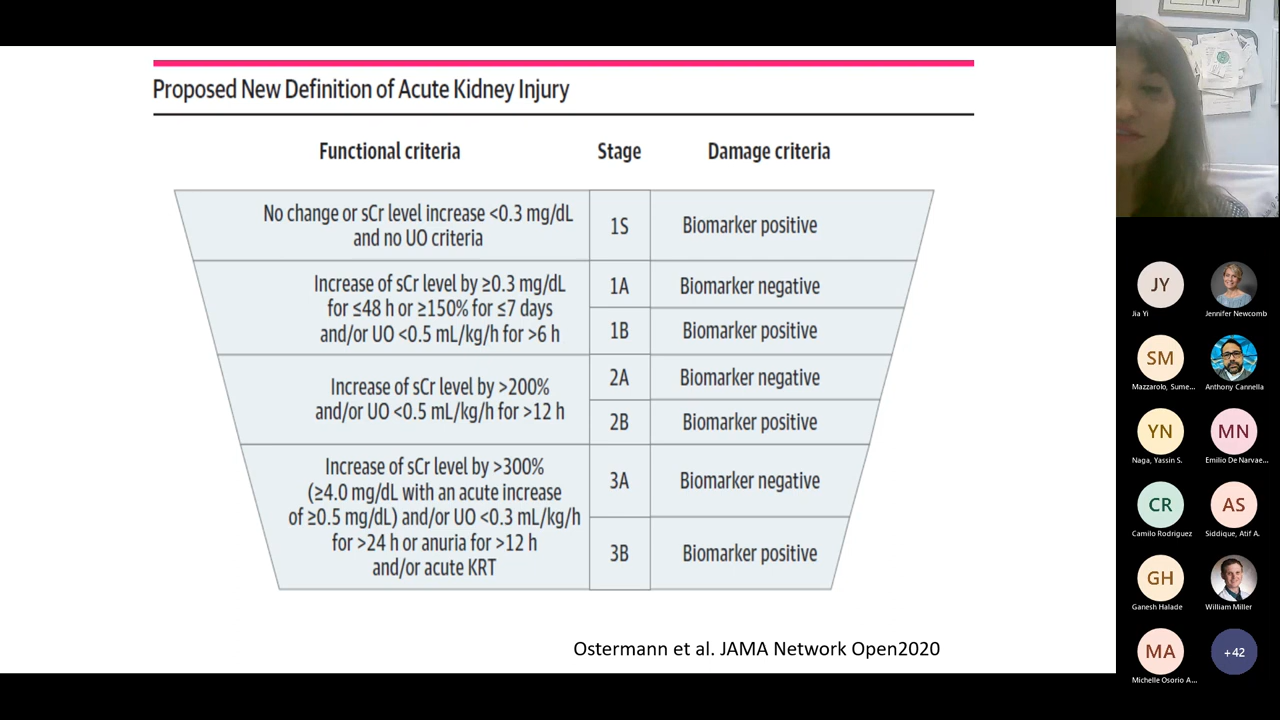 Proposed New Definition of Acute Kidney Injury
Functional criteria
Stage
Damage criteria
No change or sCr level increase <0.3 mg/dL
and no UO criteria
1S
Biomarker positive
Increase of sCr level by ≥0.3 mg/dL
for ≤48 h or ≥150% for ≤7 days
and/or UO <0.5 mL/kg/h for >6 h
1A
Biomarker negative
1B
Biomarker positive
Increase of sCr level by >200%
and/or UO <0.5 mL/kg/h for >12 h
2A
Biomarker negative
2B
Biomarker positive
Increase of sCr level by >300%
(≥4.0 mg/dL with an acute increase
of ≥0.5 mg/dL) and/or UO <0.3 mL/kg/h
for >24 h or anuria for >12 h
and/or acute KRT
3A
Biomarker negative
3B
Biomarker positive
Ostermann et al. JAMA Network Open2020
JY
Jia Yi
Jennifer Newcomb
SM
Mazzarolo, Sume...
Anthony Cannella
YN
Naga, Yassin S.
MN
Emilio De Narvae...
CR
Camilo Rodriguez
AS
Siddique, Atif A.
GH
Ganesh Halade
William Miller
MA
Michelle Osorio A...
+42